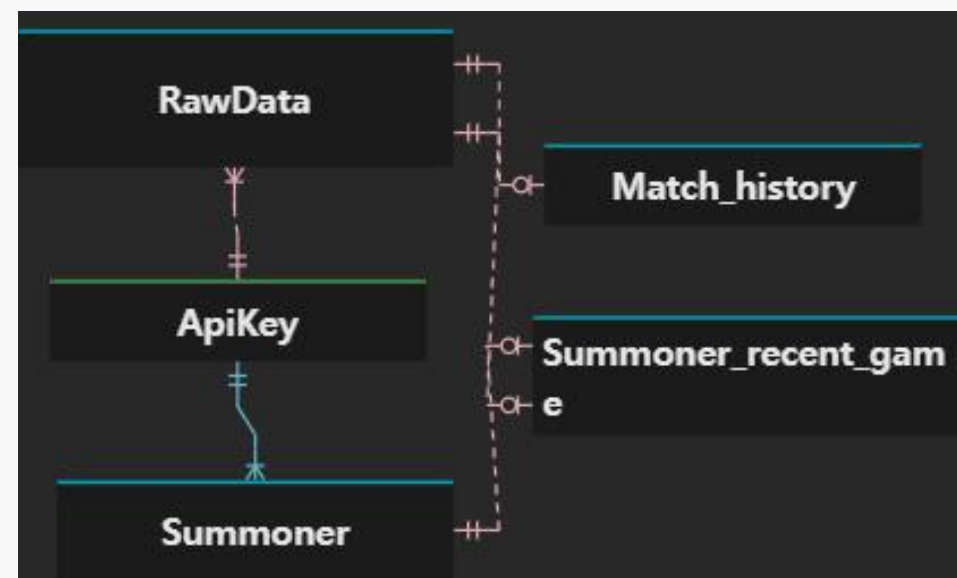 RawData
Match_history
ApiKey
Summoner_recent_gam
e
Summoner